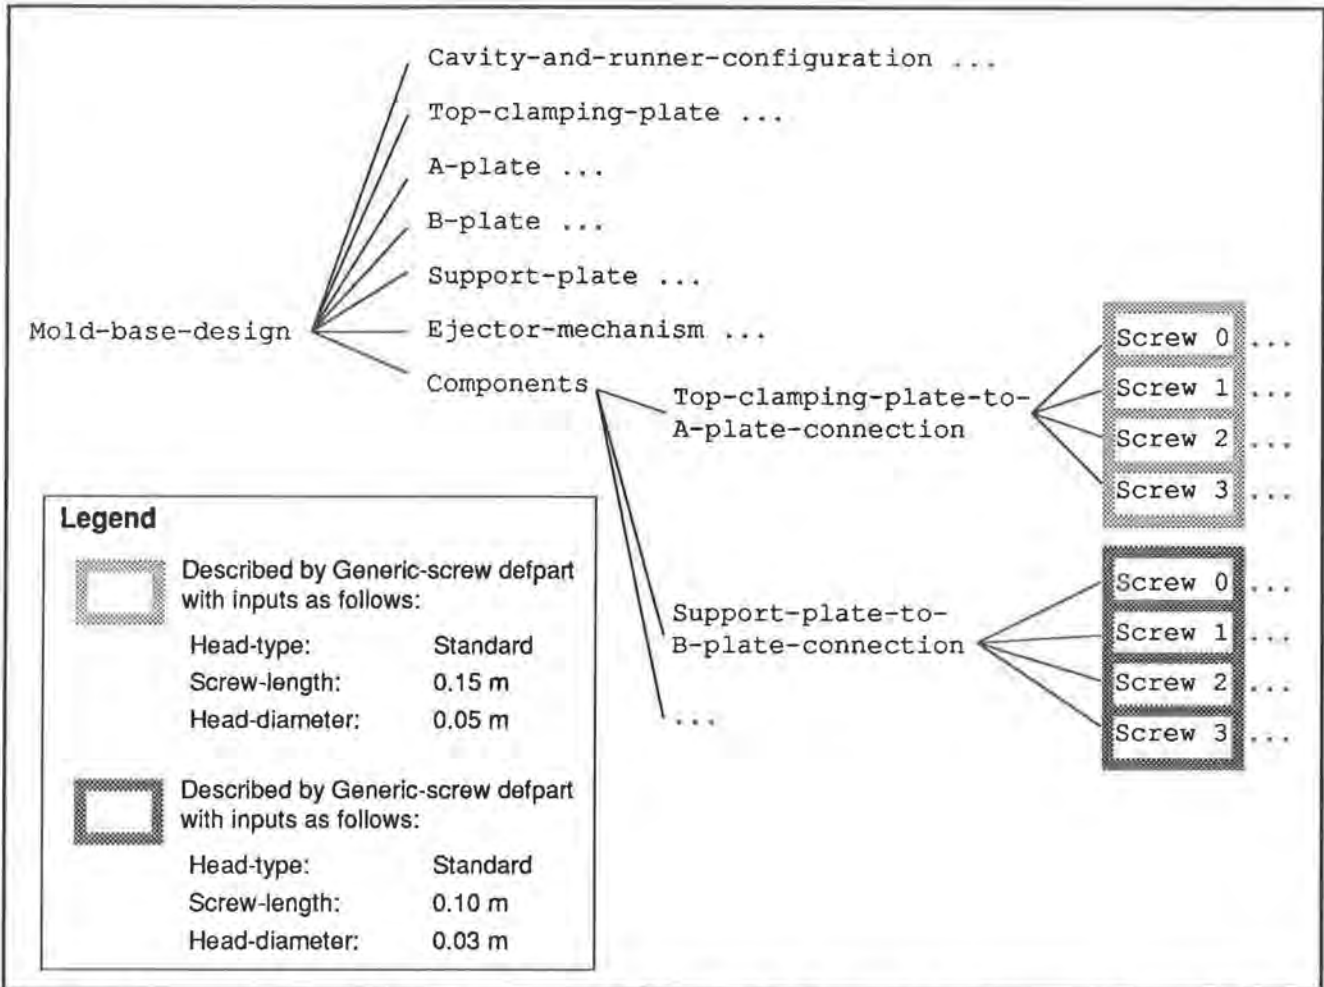 Cavity-and-runner-configuration ...
Top-clamping-plate ...
A-plate ...
B-plate ...
Support-plate ...
Mold-base-design
Ejector-mechanism ...
Components
Top-clamping-plate-to-
A-plate-connection
Screw 0 ...
Screw 1 ...
Screw 2 ...
Screw 3 ...
Support-plate-to-
B-plate-connection
Screw 0 ...
Screw 1 ...
Screw 2 ...
Screw 3 ...
...
Legend
Described by Generic-screw defpart
with inputs as follows:
Head-type: Standard
Screw-length: 0.15 m
Head-diameter: 0.05 m
Described by Generic-screw defpart
with inputs as follows:
Head-type: Standard
Screw-length: 0.10 m
Head-diameter: 0.03 m